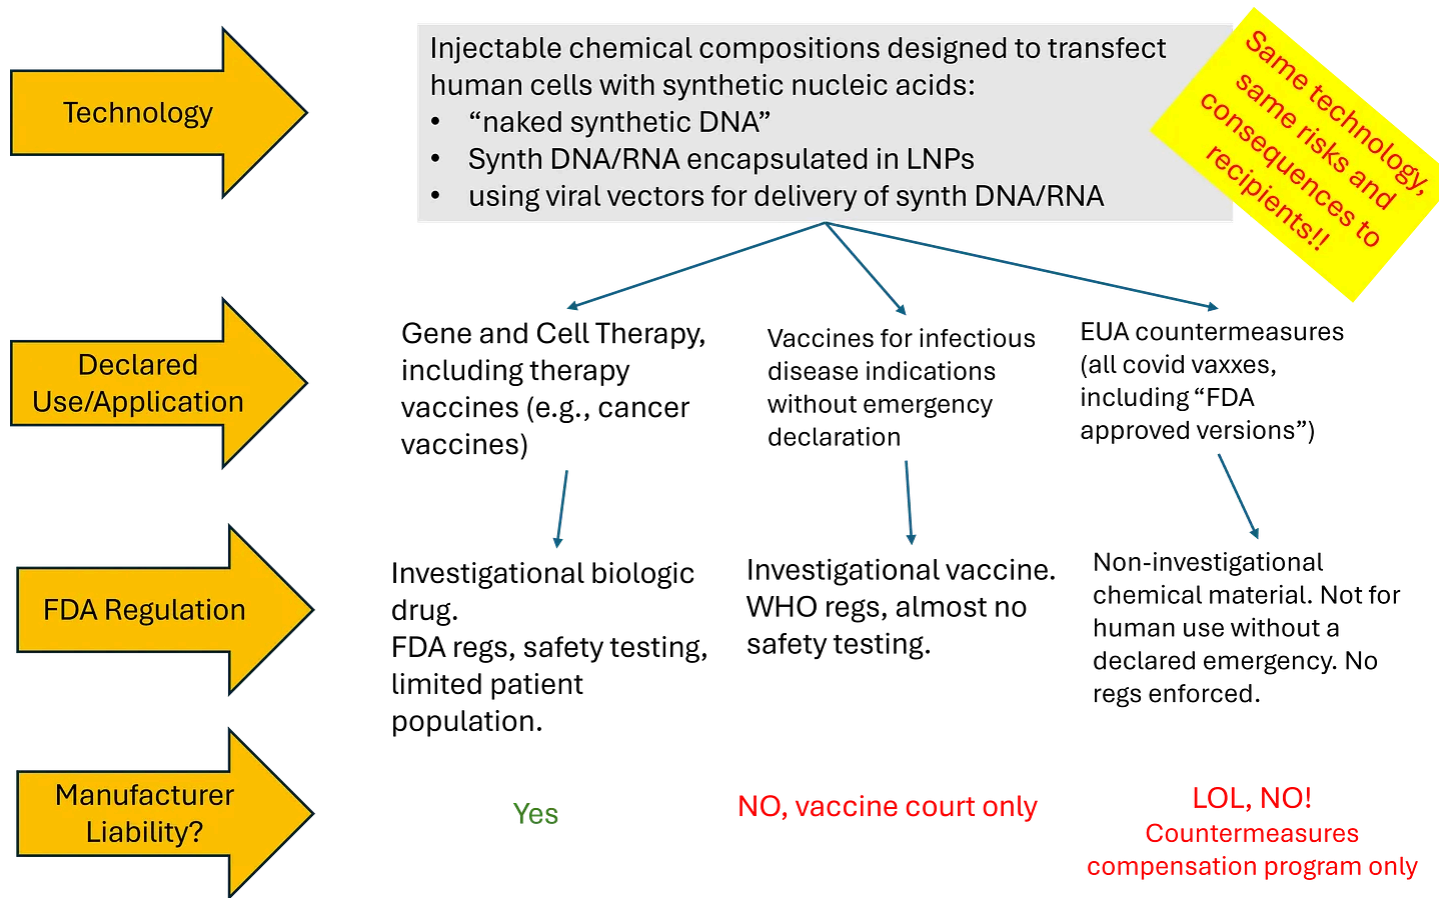 Technology
Injectable chemical compositions designed to transfect
human cells with synthetic nucleic acids:
• “naked synthetic DNA”
• Synth DNA/RNA encapsulated in LNPs
• using viral vectors for delivery of synth DNA/RNA
Same technology,
same risks and
consequences to
recipients!!
Declared
Use/Application
Gene and Cell Therapy,
including therapy
vaccines (e.g., cancer
vaccines)
Vaccines for infectious
disease indications
without emergency
declaration
EUA countermeasures
(all covid vaxxes,
including “FDA
approved versions”)
FDA Regulation
Investigational biologic
drug.
FDA regs, safety testing,
limited patient
population.
Investigational vaccine.
WHO regs, almost no
safety testing.
Non-investigational
chemical material. Not for
human use without a
declared emergency. No
regs enforced.
Manufacturer
Liability?
Yes
NO, vaccine court only
LOL, NO!
Countermeasures
compensation program only